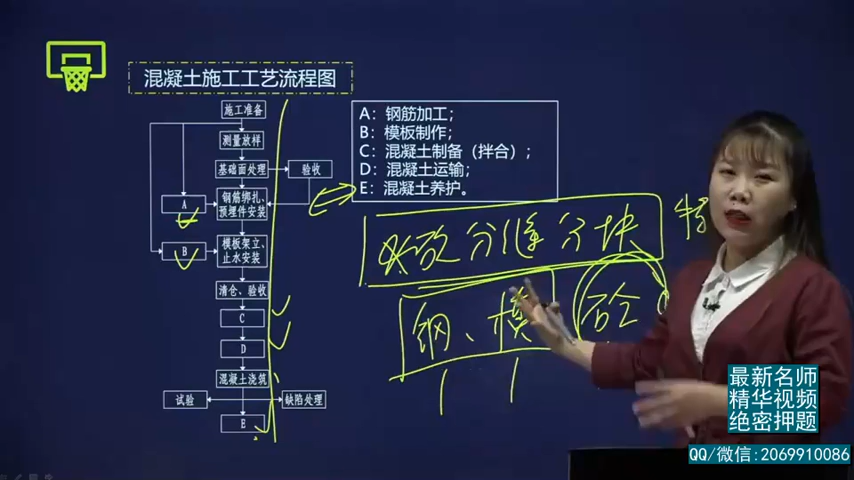 混凝土施工工艺流程图
施工准备
测量放样
基础面处理
验收
A
钢筋绑扎、
预埋件安装
B
模板架立、
止水安装
清仓、验收
C
D
混凝土浇筑
试验
缺陷处理
E
A：钢筋加工；
B：模板制作；
C：混凝土制备（拌合）；
D：混凝土运输；
E：混凝土养护。
分缝分块
钢、模
砼
最新名师
精华视频
绝密押题
QQ/微信:2069910086